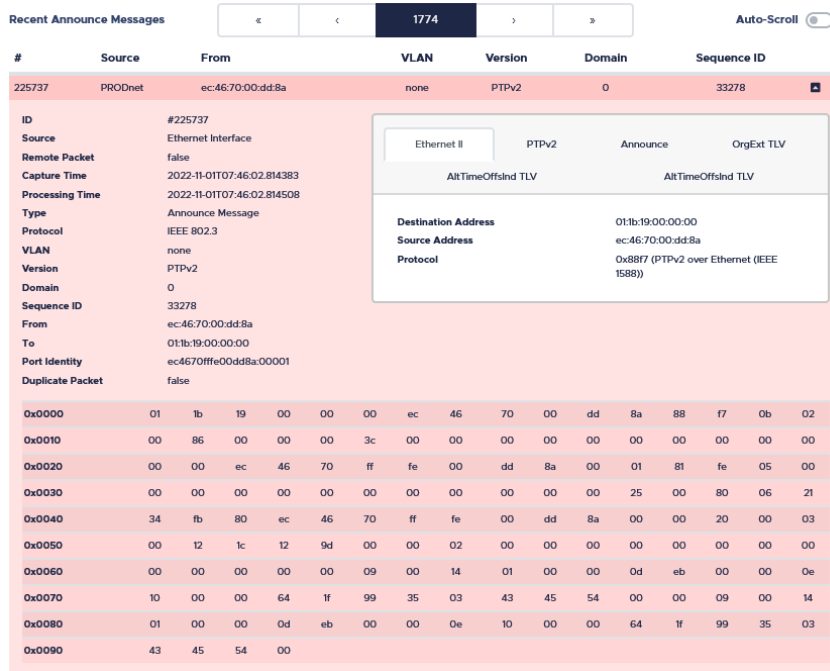 Recent Announce Messages « ‹ 1774 › » Auto-Scroll
# Source From VLAN Version Domain Sequence ID
225737 PRODnet ec:46:70:00:dd:8a none PTPv2 0 33278
ID #225737
Source Ethernet Interface
Remote Packet false
Capture Time 2022-11-01T07:46:02.814383
Processing Time 2022-11-01T07:46:02.814508
Type Announce Message
Protocol IEEE 802.3
VLAN none
Version PTPv2
Domain 0
Sequence ID 33278
From ec:46:70:00:dd:8a
To 01:1b:19:00:00:00
Port Identity ec4670fffe00dd8a:00001
Duplicate Packet false
Ethernet II PTPv2 Announce OrgExt TLV
AltTimeOffsInd TLV AltTimeOffsInd TLV
Destination Address 01:1b:19:00:00:00
Source Address ec:46:70:00:dd:8a
Protocol 0x88f7 (PTPv2 over Ethernet (IEEE
1588))
0x0000 01 1b 19 00 00 00 ec 46 70 00 dd 8a 88 f7 0b 02
0x0010 00 86 00 00 00 3c 00 00 00 00 00 00 00 00 00 00
0x0020 00 00 ec 46 70 ff fe 00 dd 8a 00 01 81 fe 05 00
0x0030 00 00 00 00 00 00 00 00 00 00 00 25 00 80 06 21
0x0040 34 fb 80 ec 46 70 ff fe 00 dd 8a 00 00 20 00 03
0x0050 00 12 1c 12 9d 00 00 02 00 00 00 00 00 00 00 00
0x0060 00 00 00 00 00 09 00 14 01 00 00 0d eb 00 00 0e
0x0070 10 00 00 64 1f 99 35 03 43 45 54 00 00 09 00 14
0x0080 01 00 00 0d eb 00 00 0e 10 00 00 64 1f 99 35 03
0x0090 43 45 54 00